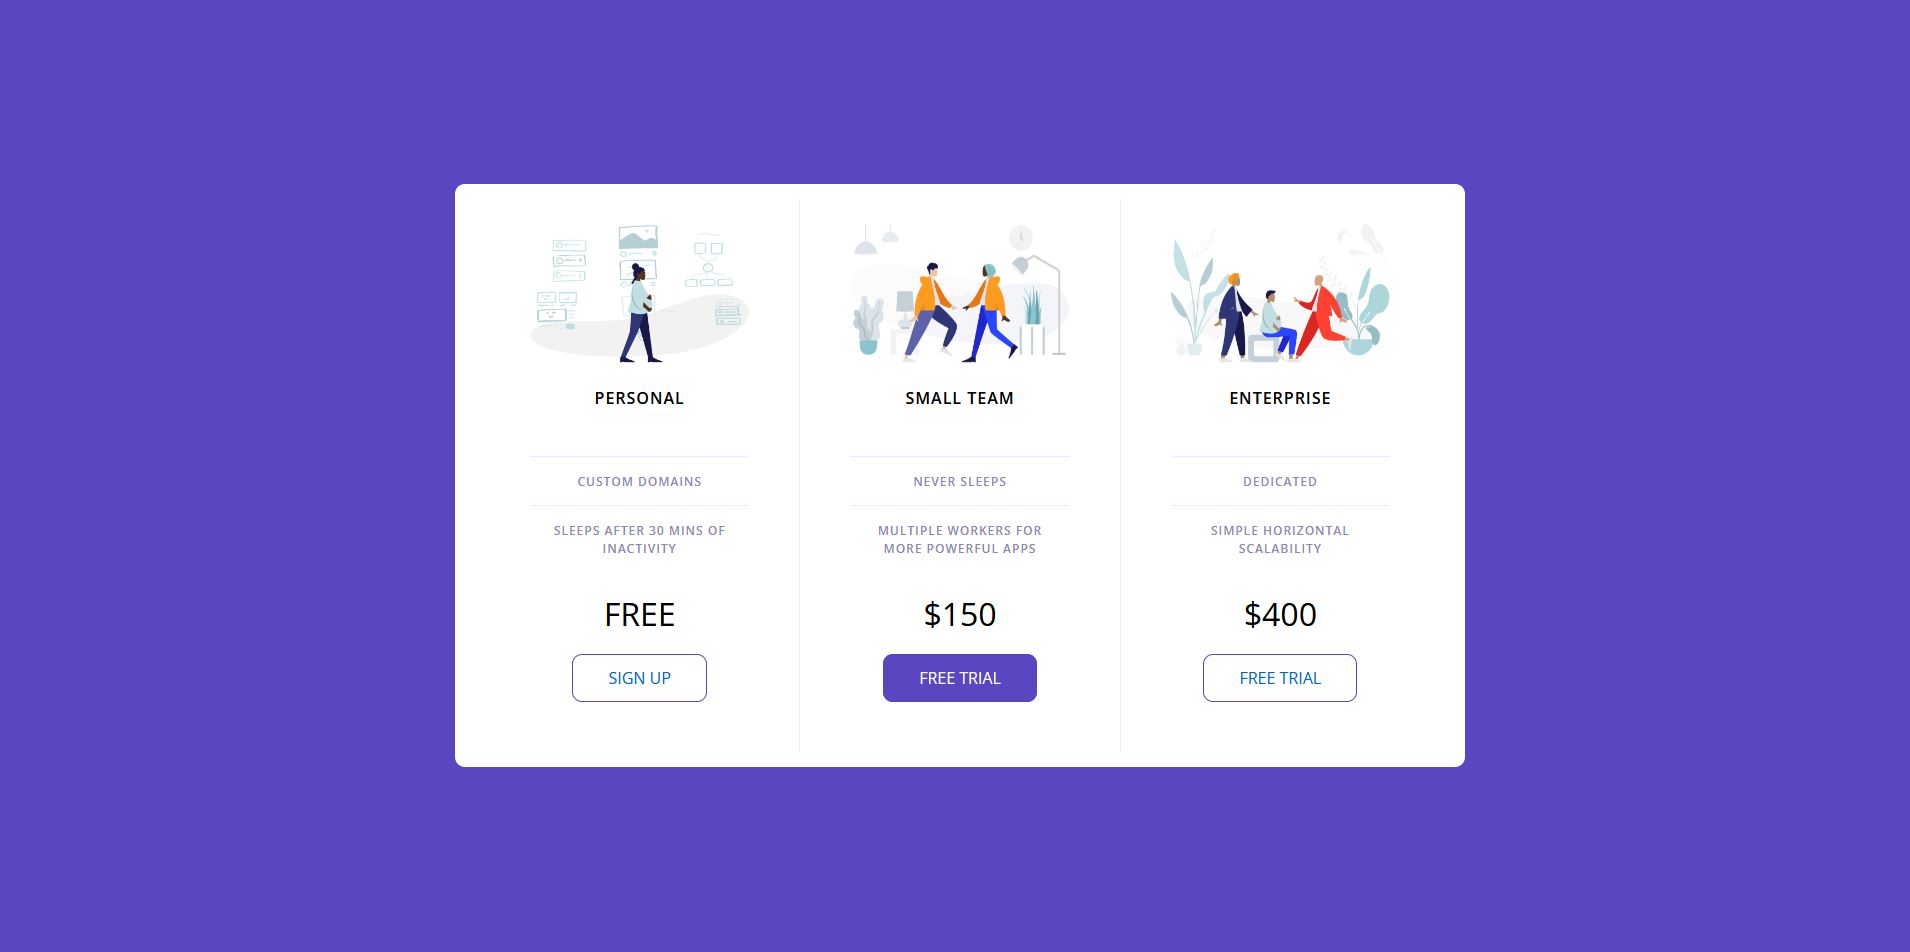 PERSONAL
CUSTOM DOMAINS
SLEEPS AFTER 30 MINS OF
INACTIVITY
FREE
SIGN UP
SMALL TEAM
NEVER SLEEPS
MULTIPLE WORKERS FOR
MORE POWERFUL APPS
$150
FREE TRIAL
ENTERPRISE
DEDICATED
SIMPLE HORIZONTAL
SCALABILITY
$400
FREE TRIAL